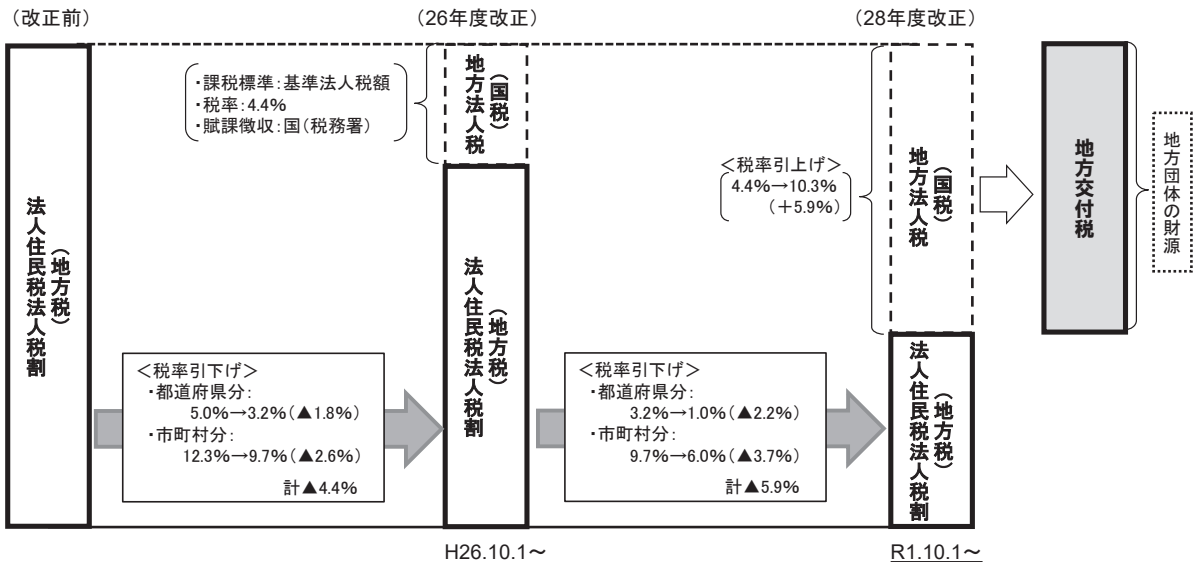 （改正前）
（26年度改正）
（28年度改正）
法人住民税法人税割
（地方税）
・課税標準：基準法人税額
・税率：4.4%
・賦課徴収：国（税務署）
地方法人税
（国税）
法人住民税法人税割
（地方税）
＜税率引上げ＞
4.4%→10.3%
（＋5.9%）
地方法人税
（国税）
法人住民税法人税割
（地方税）
地方交付税
地方団体の財源
＜税率引下げ＞
・都道府県分：
5.0%→3.2%（▲1.8%）
・市町村分：
12.3%→9.7%（▲2.6%）
計▲4.4%
＜税率引下げ＞
・都道府県分：
3.2%→1.0%（▲2.2%）
・市町村分：
9.7%→6.0%（▲3.7%）
計▲5.9%
H26.10.1～
R1.10.1～